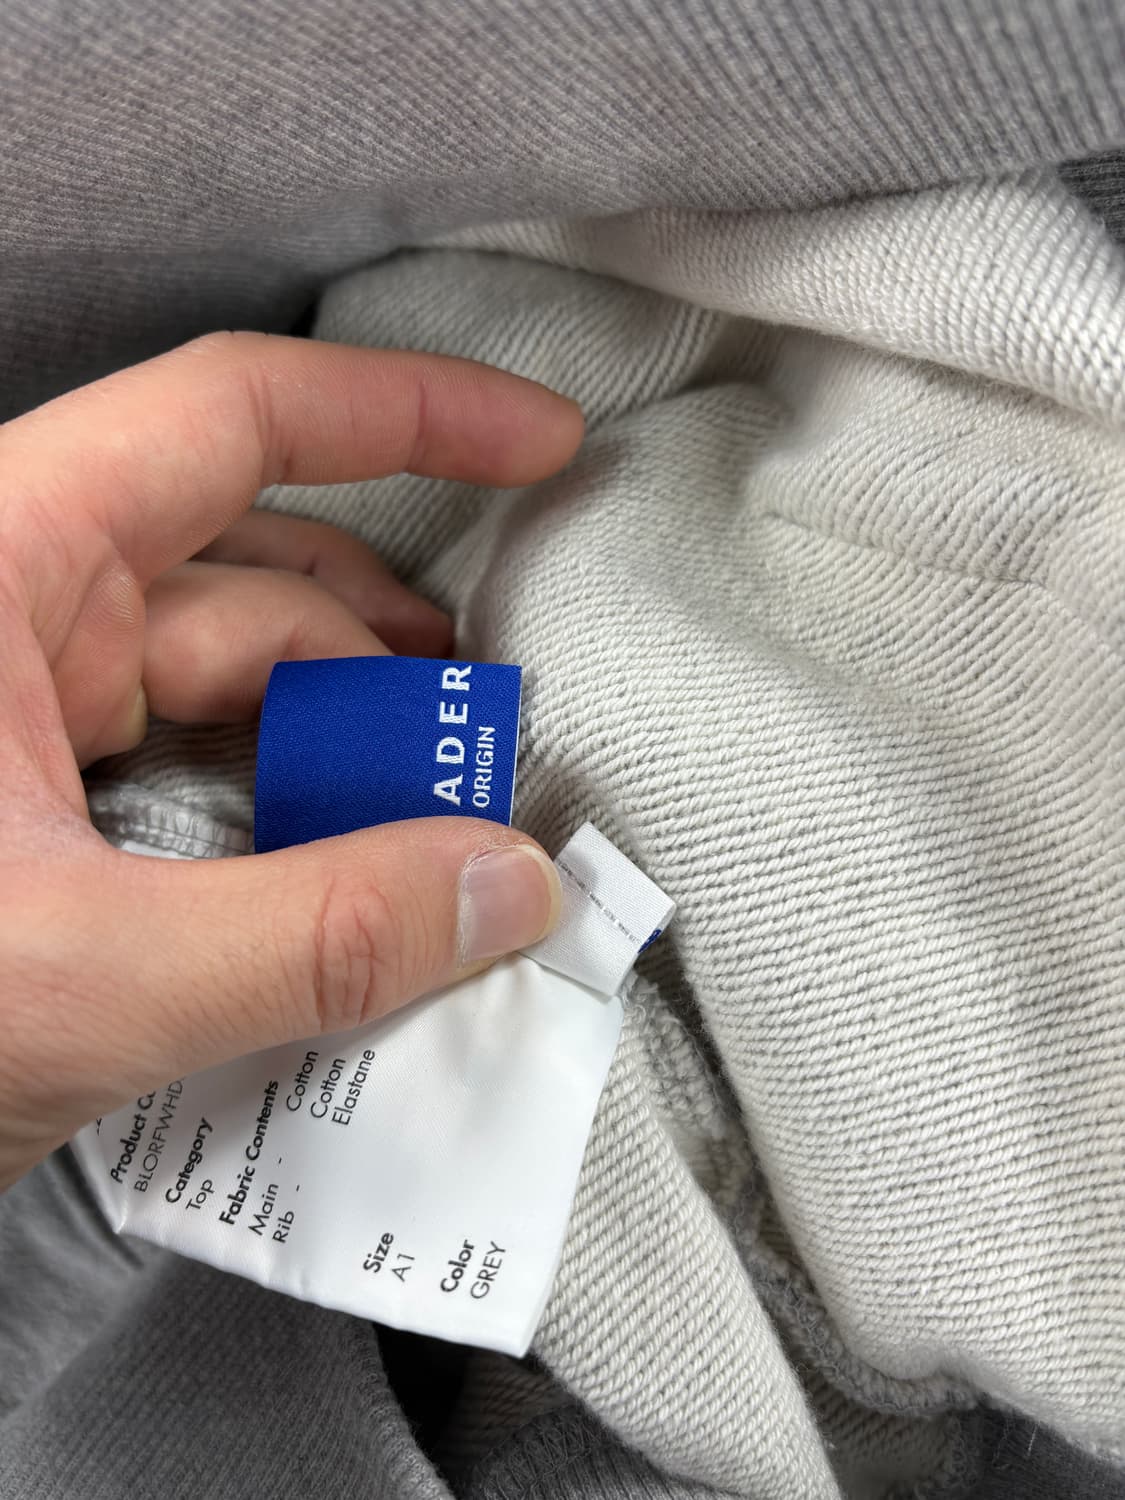 ADER
ORIGIN
Product
BLORFWHD
Category
Top
Fabric Contents
Main - Cotton
Rib - Cotton
Elastane
Size
A1
Color
GREY